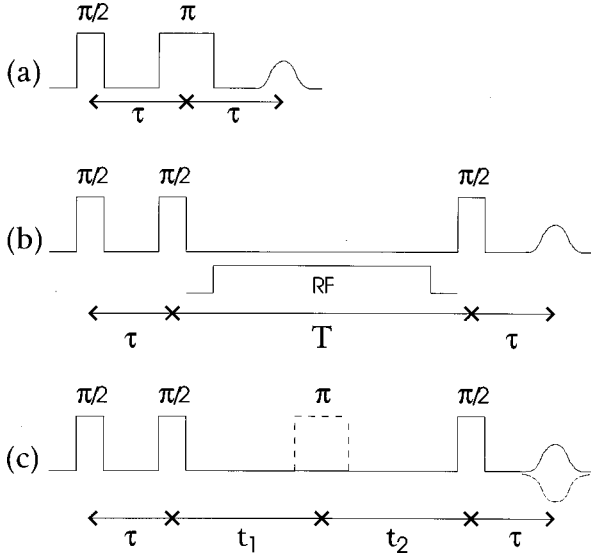 π/2 π
(a)
τ τ
π/2 π/2 π/2
(b)
RF
τ T τ
π/2 π/2 π π/2
(c)
τ t₁ t₂ τ